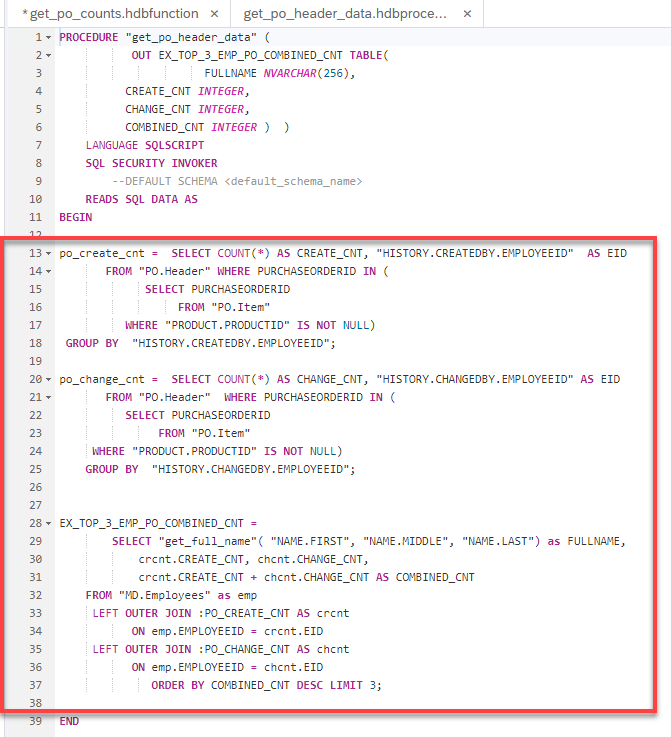 *get_po_counts.hdbfunction × get_po_header_data.hdbproce... ×
1 PROCEDURE "get_po_header_data" (
2 OUT EX_TOP_3_EMP_PO_COMBINED_CNT TABLE(
3 FULLNAME NVARCHAR(256),
4 CREATE_CNT INTEGER,
5 CHANGE_CNT INTEGER,
6 COMBINED_CNT INTEGER ) )
7 LANGUAGE SQLSCRIPT
8 SQL SECURITY INVOKER
9 --DEFAULT SCHEMA <default_schema_name>
10 READS SQL DATA AS
11 BEGIN
12
13 po_create_cnt = SELECT COUNT(*) AS CREATE_CNT, "HISTORY.CREATEDBY.EMPLOYEEID" AS EID
14 FROM "PO.Header" WHERE PURCHASEORDERID IN (
15 SELECT PURCHASEORDERID
16 FROM "PO.Item"
17 WHERE "PRODUCT.PRODUCTID" IS NOT NULL)
18 GROUP BY "HISTORY.CREATEDBY.EMPLOYEEID";
19
20 po_change_cnt = SELECT COUNT(*) AS CHANGE_CNT, "HISTORY.CHANGEDBY.EMPLOYEEID" AS EID
21 FROM "PO.Header" WHERE PURCHASEORDERID IN (
22 SELECT PURCHASEORDERID
23 FROM "PO.Item"
24 WHERE "PRODUCT.PRODUCTID" IS NOT NULL)
25 GROUP BY "HISTORY.CHANGEDBY.EMPLOYEEID";
26
27
28 EX_TOP_3_EMP_PO_COMBINED_CNT =
29 SELECT "get_full_name"( "NAME.FIRST", "NAME.MIDDLE", "NAME.LAST") as FULLNAME,
30 crcnt.CREATE_CNT, chcnt.CHANGE_CNT,
31 crcnt.CREATE_CNT + chcnt.CHANGE_CNT AS COMBINED_CNT
32 FROM "MD.Employees" as emp
33 LEFT OUTER JOIN :PO_CREATE_CNT AS crcnt
34 ON emp.EMPLOYEEID = crcnt.EID
35 LEFT OUTER JOIN :PO_CHANGE_CNT AS chcnt
36 ON emp.EMPLOYEEID = chcnt.EID
37 ORDER BY COMBINED_CNT DESC LIMIT 3;
38
39 END